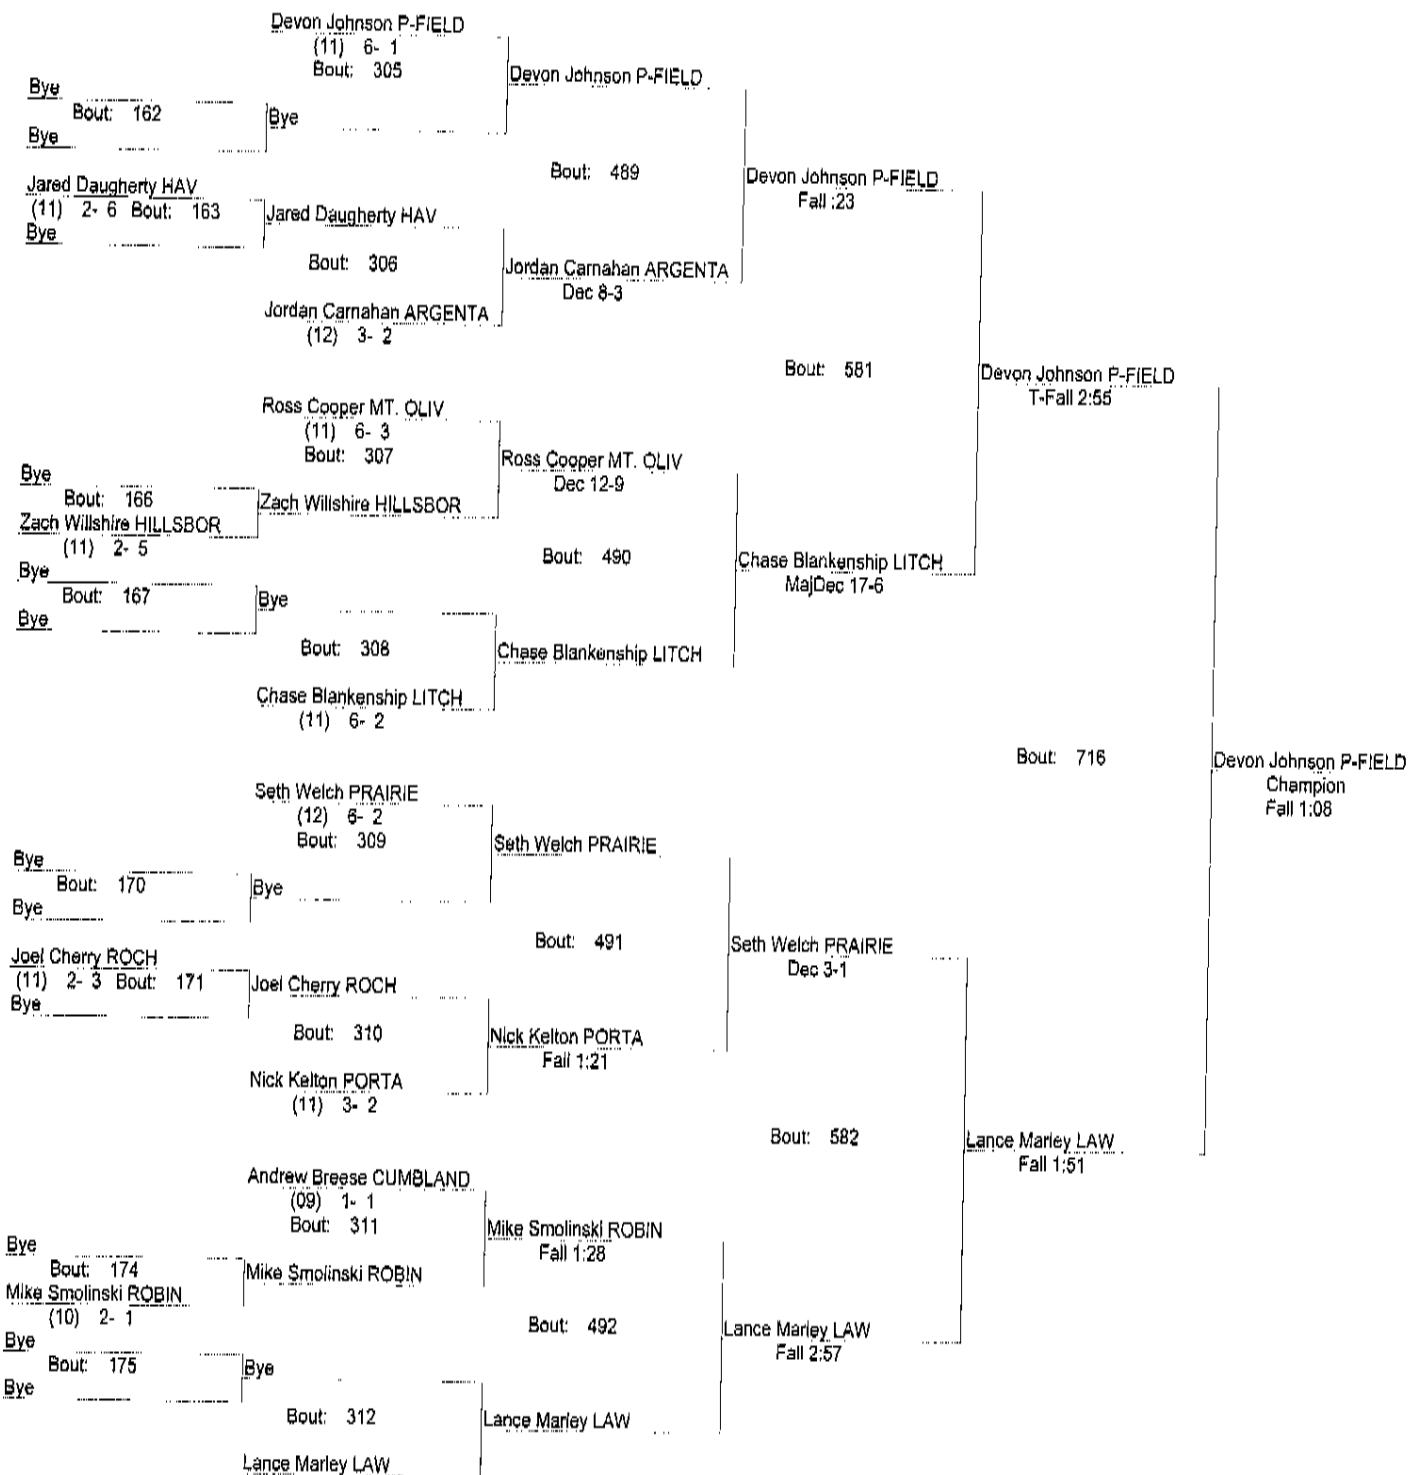 Devon Johnson P-FIELD
(11) 6- 1
Bout: 305
Devon Johnson P-FIELD
Bye
Bout: 162
Bye
Bye
Bout: 489
Devon Johnson P-FIELD
Fall :23
Jared Daugherty HAV
(11) 2- 6 Bout: 163
Bye
Jared Daugherty HAV
Bout: 306
Jordan Carnahan ARGENTA
Dec 8-3
Jordan Carnahan ARGENTA
(12) 3- 2
Bout: 581
Devon Johnson P-FIELD
T-Fall 2:55
Ross Cooper MT. OLIV
(11) 6- 3
Bout: 307
Ross Cooper MT. OLIV
Dec 12-9
Bye
Bout: 166
Zach Willshire HILLSBOR
(11) 2- 5
Zach Willshire HILLSBOR
Bout: 490
Chase Blankenship LITCH
MajDec 17-6
Bye
Bout: 167
Bye
Bye
Bout: 308
Chase Blankenship LITCH
Chase Blankenship LITCH
(11) 6- 2
Bout: 716
Devon Johnson P-FIELD
Champion
Fall 1:08
Seth Welch PRAIRIE
(12) 6- 2
Bout: 309
Seth Welch PRAIRIE
Bye
Bout: 170
Bye
Bye
Bout: 491
Seth Welch PRAIRIE
Dec 3-1
Joel Cherry ROCH
(11) 2- 3 Bout: 171
Bye
Joel Cherry ROCH
Bout: 310
Nick Kelton PORTA
Fall 1:21
Nick Kelton PORTA
(11) 3- 2
Bout: 582
Lance Marley LAW
Fall 1:51
Andrew Breese CUMBLAND
(09) 1- 1
Bout: 311
Mike Smolinski ROBIN
Fall 1:28
Bye
Bout: 174
Mike Smolinski ROBIN
(10) 2- 1
Mike Smolinski ROBIN
Bout: 492
Lance Marley LAW
Fall 2:57
Bye
Bout: 175
Bye
Bye
Bout: 312
Lance Marley LAW
Lance Marley LAW